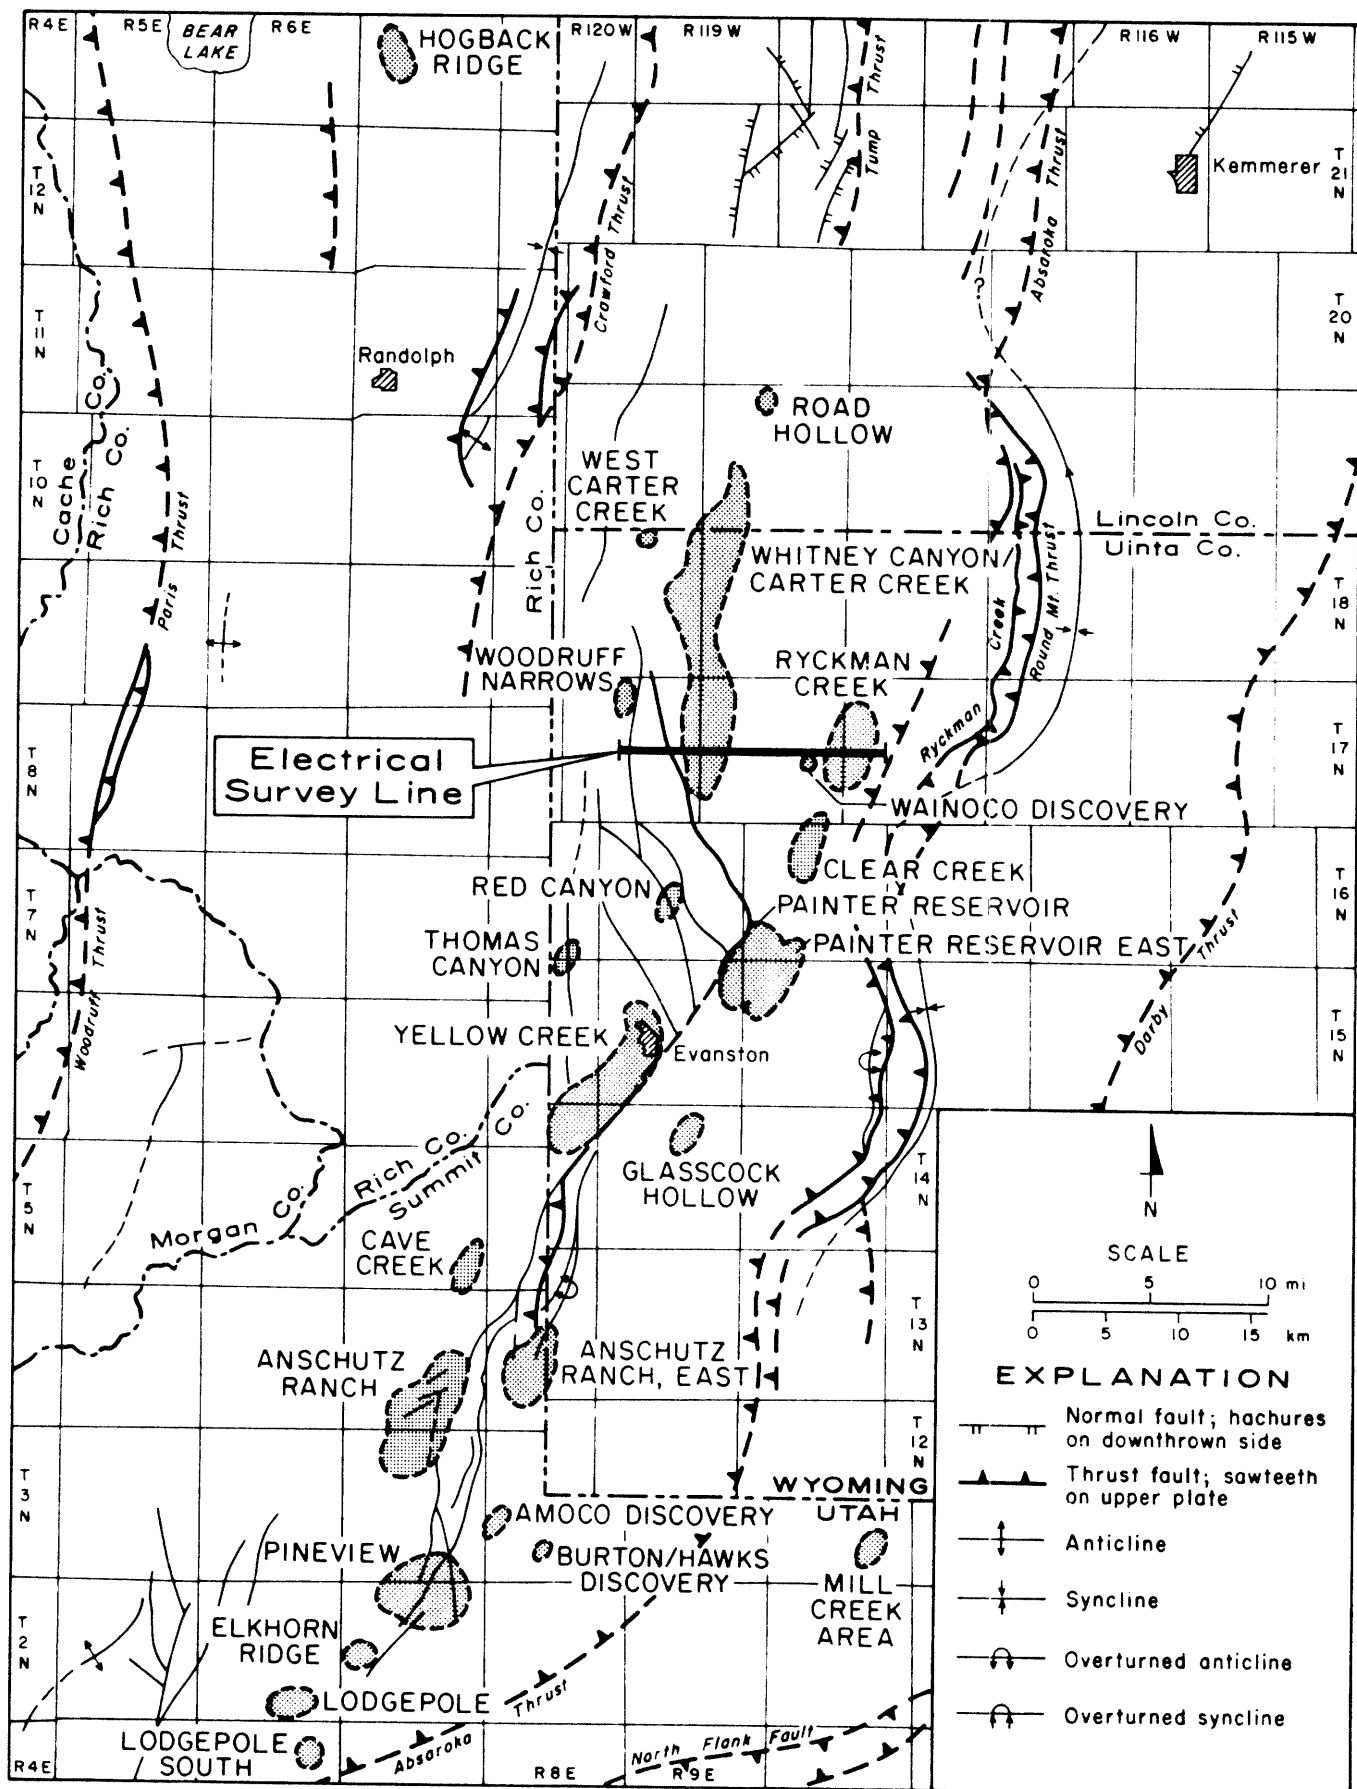 R4E
R5E
BEAR
LAKE
R6E
HOGBACK
RIDGE
R120W
R119W
R116W
R115W
Tump
Thrust
Absaroka
Thrust
Kemmerer
T
21
N
T
12
N
Crawford
Thrust
T
11
N
Randolph
T
20
N
ROAD
HOLLOW
WEST
CARTER
CREEK
T
10
N
Cache
Co.
Rich
Co.
Paris
Thrust
Rich Co.
Lincoln Co.
Uinta Co.
WHITNEY CANYON/
CARTER CREEK
Creek
Round Mt. Thrust
T
18
N
WOODRUFF
NARROWS
RYCKMAN
CREEK
Ryckman
Electrical
Survey Line
T
8
N
T
17
N
WAINOCO DISCOVERY
CLEAR CREEK
RED CANYON
PAINTER RESERVOIR
T
7
N
T
16
N
THOMAS
CANYON
PAINTER RESERVOIR EAST
Thrust
Darby
Woodruff
Thrust
YELLOW CREEK
Evanston
T
15
N
Rich Co.
Summit
Co.
Morgan
Co.
T
5
N
GLASSCOCK
HOLLOW
T
14
N
N
CAVE
CREEK
SCALE
0
5
10 mi
0
5
10
15
km
T
13
N
ANSCHUTZ
RANCH
ANSCHUTZ
RANCH, EAST
EXPLANATION
Normal fault; hachures
on downthrown side
Thrust fault; sawteeth
on upper plate
Anticline
Syncline
Overturned anticline
Overturned syncline
T
12
N
WYOMING
UTAH
T
3
N
AMOCO DISCOVERY
PINEVIEW
BURTON/HAWKS
DISCOVERY
MILL
CREEK
AREA
T
2
N
ELKHORN
RIDGE
LODGEPOLE
Thrust
Absaroka
LODGEPOLE
SOUTH
North Flank Fault
R4E
R8E
R9E